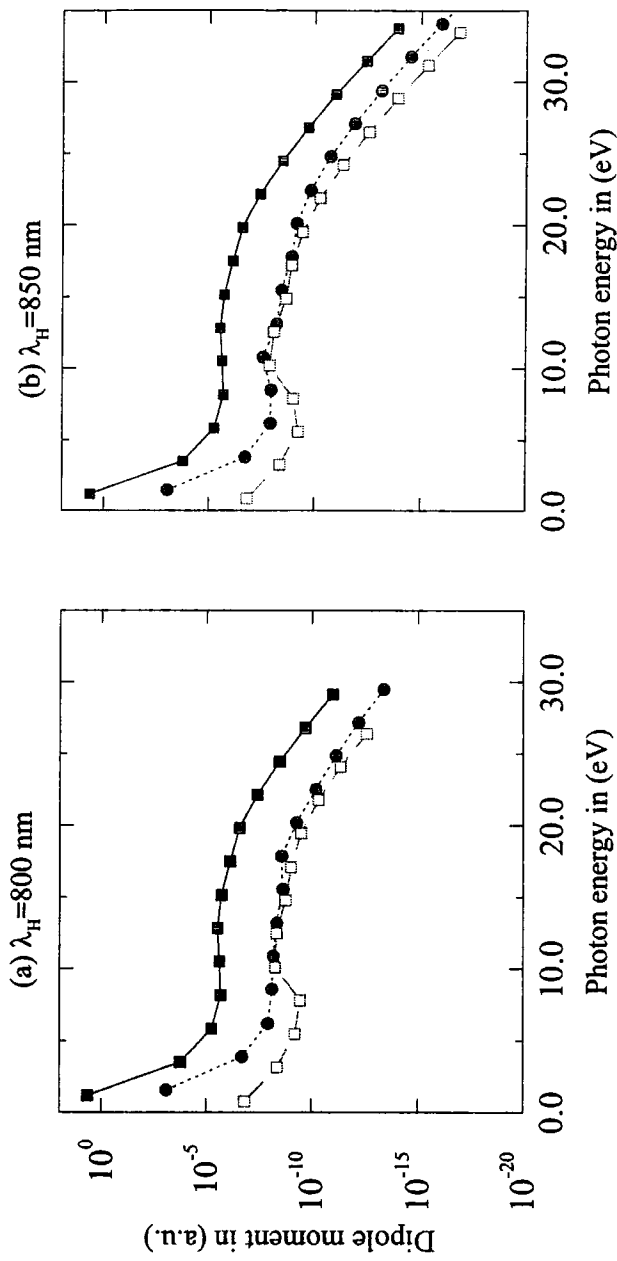 (a) λ_H=800 nm
10^0
10^-5
10^-10
10^-15
10^-20
Dipole moment in (a.u.)
0.0
10.0
20.0
30.0
Photon energy in (eV)
(b) λ_H=850 nm
0.0
10.0
20.0
30.0
Photon energy in (eV)